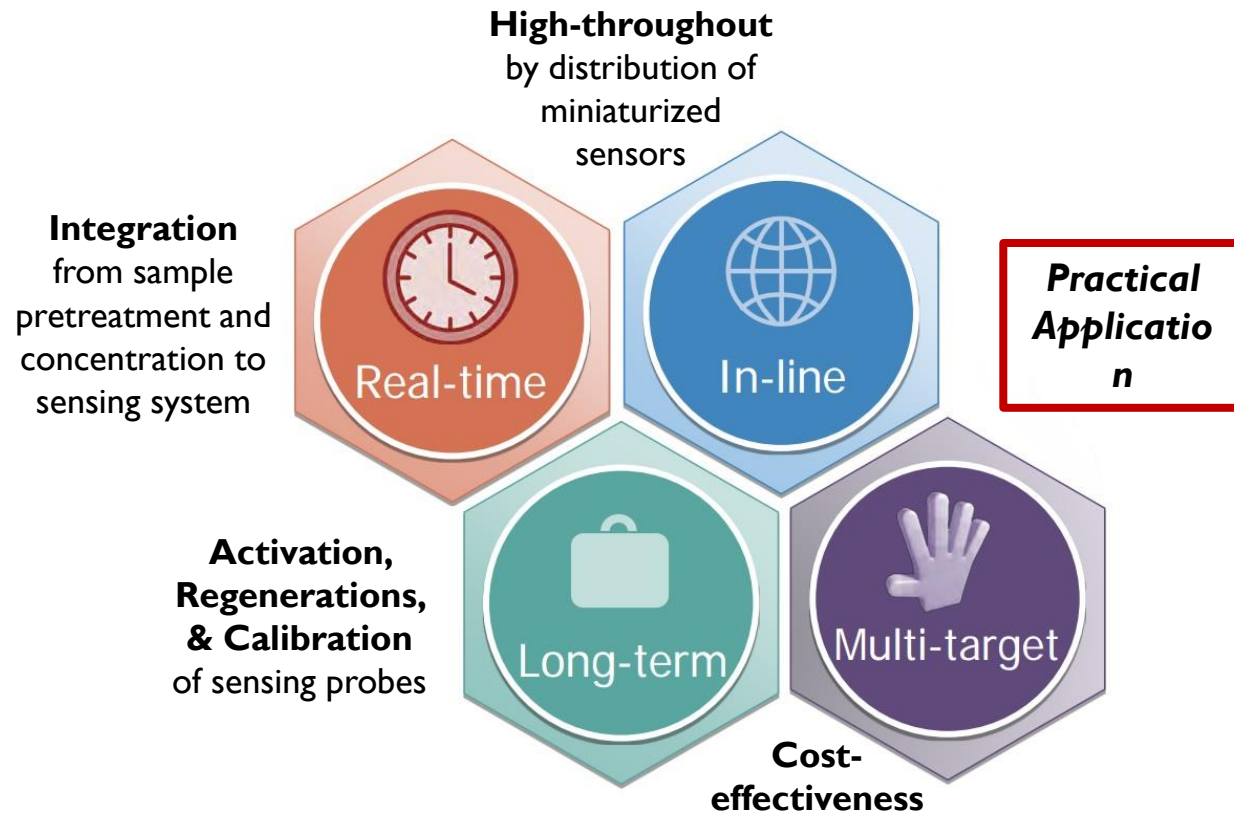 High-throughout
by distribution of
miniaturized
sensors
Integration
from sample
pretreatment and
concentration to
sensing system
Real-time
In-line
Practical
Applicatio
n
Activation,
Regenerations,
& Calibration
of sensing probes
Long-term
Multi-target
Cost-
effectiveness